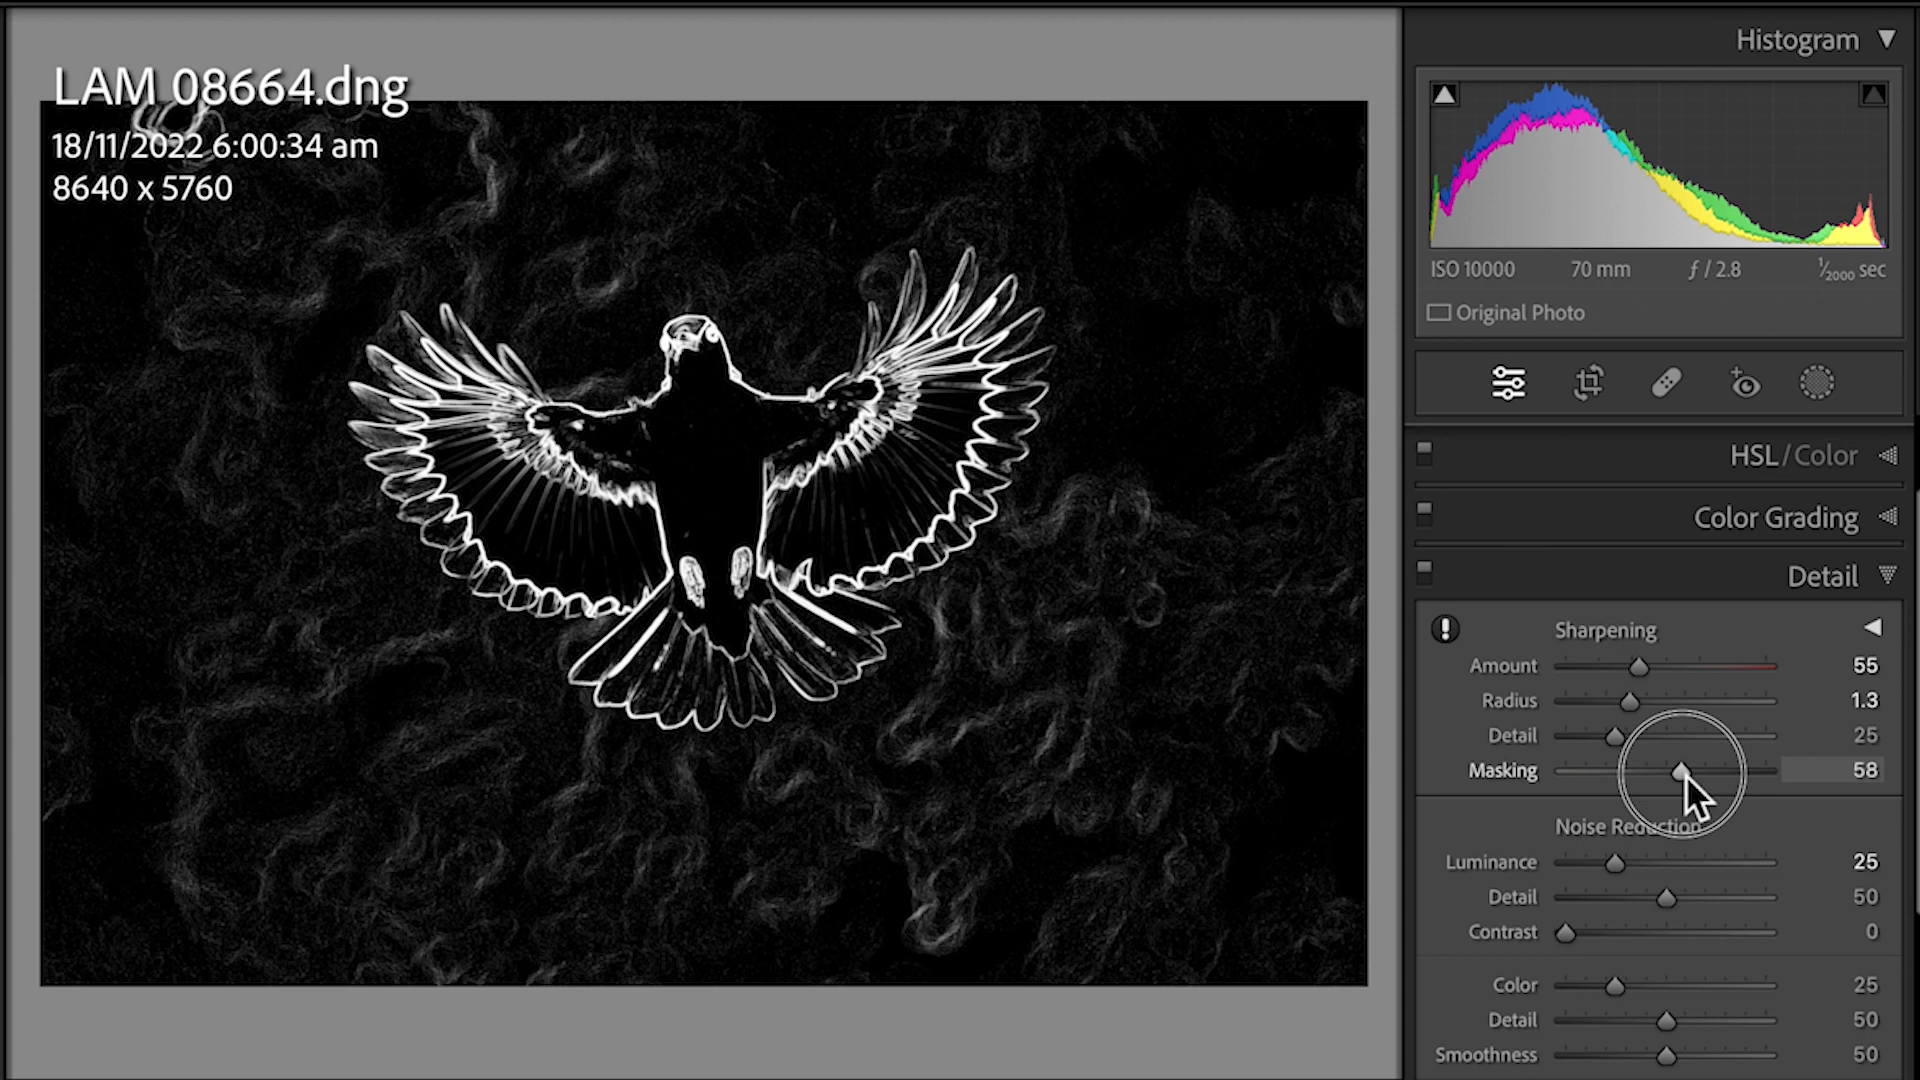 LAM 08664.dng
18/11/2022 6:00:34 am
8640 x 5760
Histogram
ISO 10000 70 mm ƒ / 2.8 1/2000 sec
Original Photo
HSL / Color
Color Grading
Detail
Sharpening
Amount 55
Radius 1.3
Detail 25
Masking 58
Noise Reduction
Luminance 25
Detail 50
Contrast 0
Color 25
Detail 50
Smoothness 50